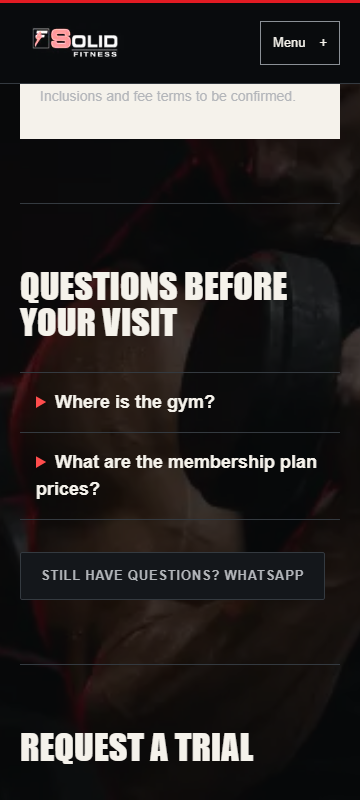 SOLID
FITNESS
Menu +
Inclusions and fee terms to be confirmed.
QUESTIONS BEFORE
YOUR VISIT
Where is the gym?
What are the membership plan
prices?
STILL HAVE QUESTIONS? WHATSAPP
REQUEST A TRIAL